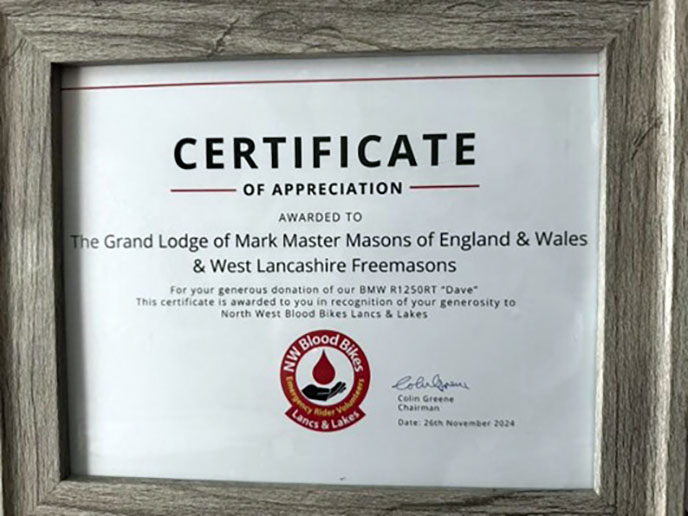 CERTIFICATE
OF APPRECIATION
AWARDED TO
The Grand Lodge of Mark Master Masons of England & Wales
& West Lancashire Freemasons
For your generous donation of our BMW R1250RT “Dave”
This certificate is awarded to you in recognition of your generosity to
North West Blood Bikes Lancs & Lakes
NW Blood Bikes
Emergency Rider Volunteers
Lancs & Lakes
Colin Greene
Colin Greene
Chairman
Date: 26th November 2024